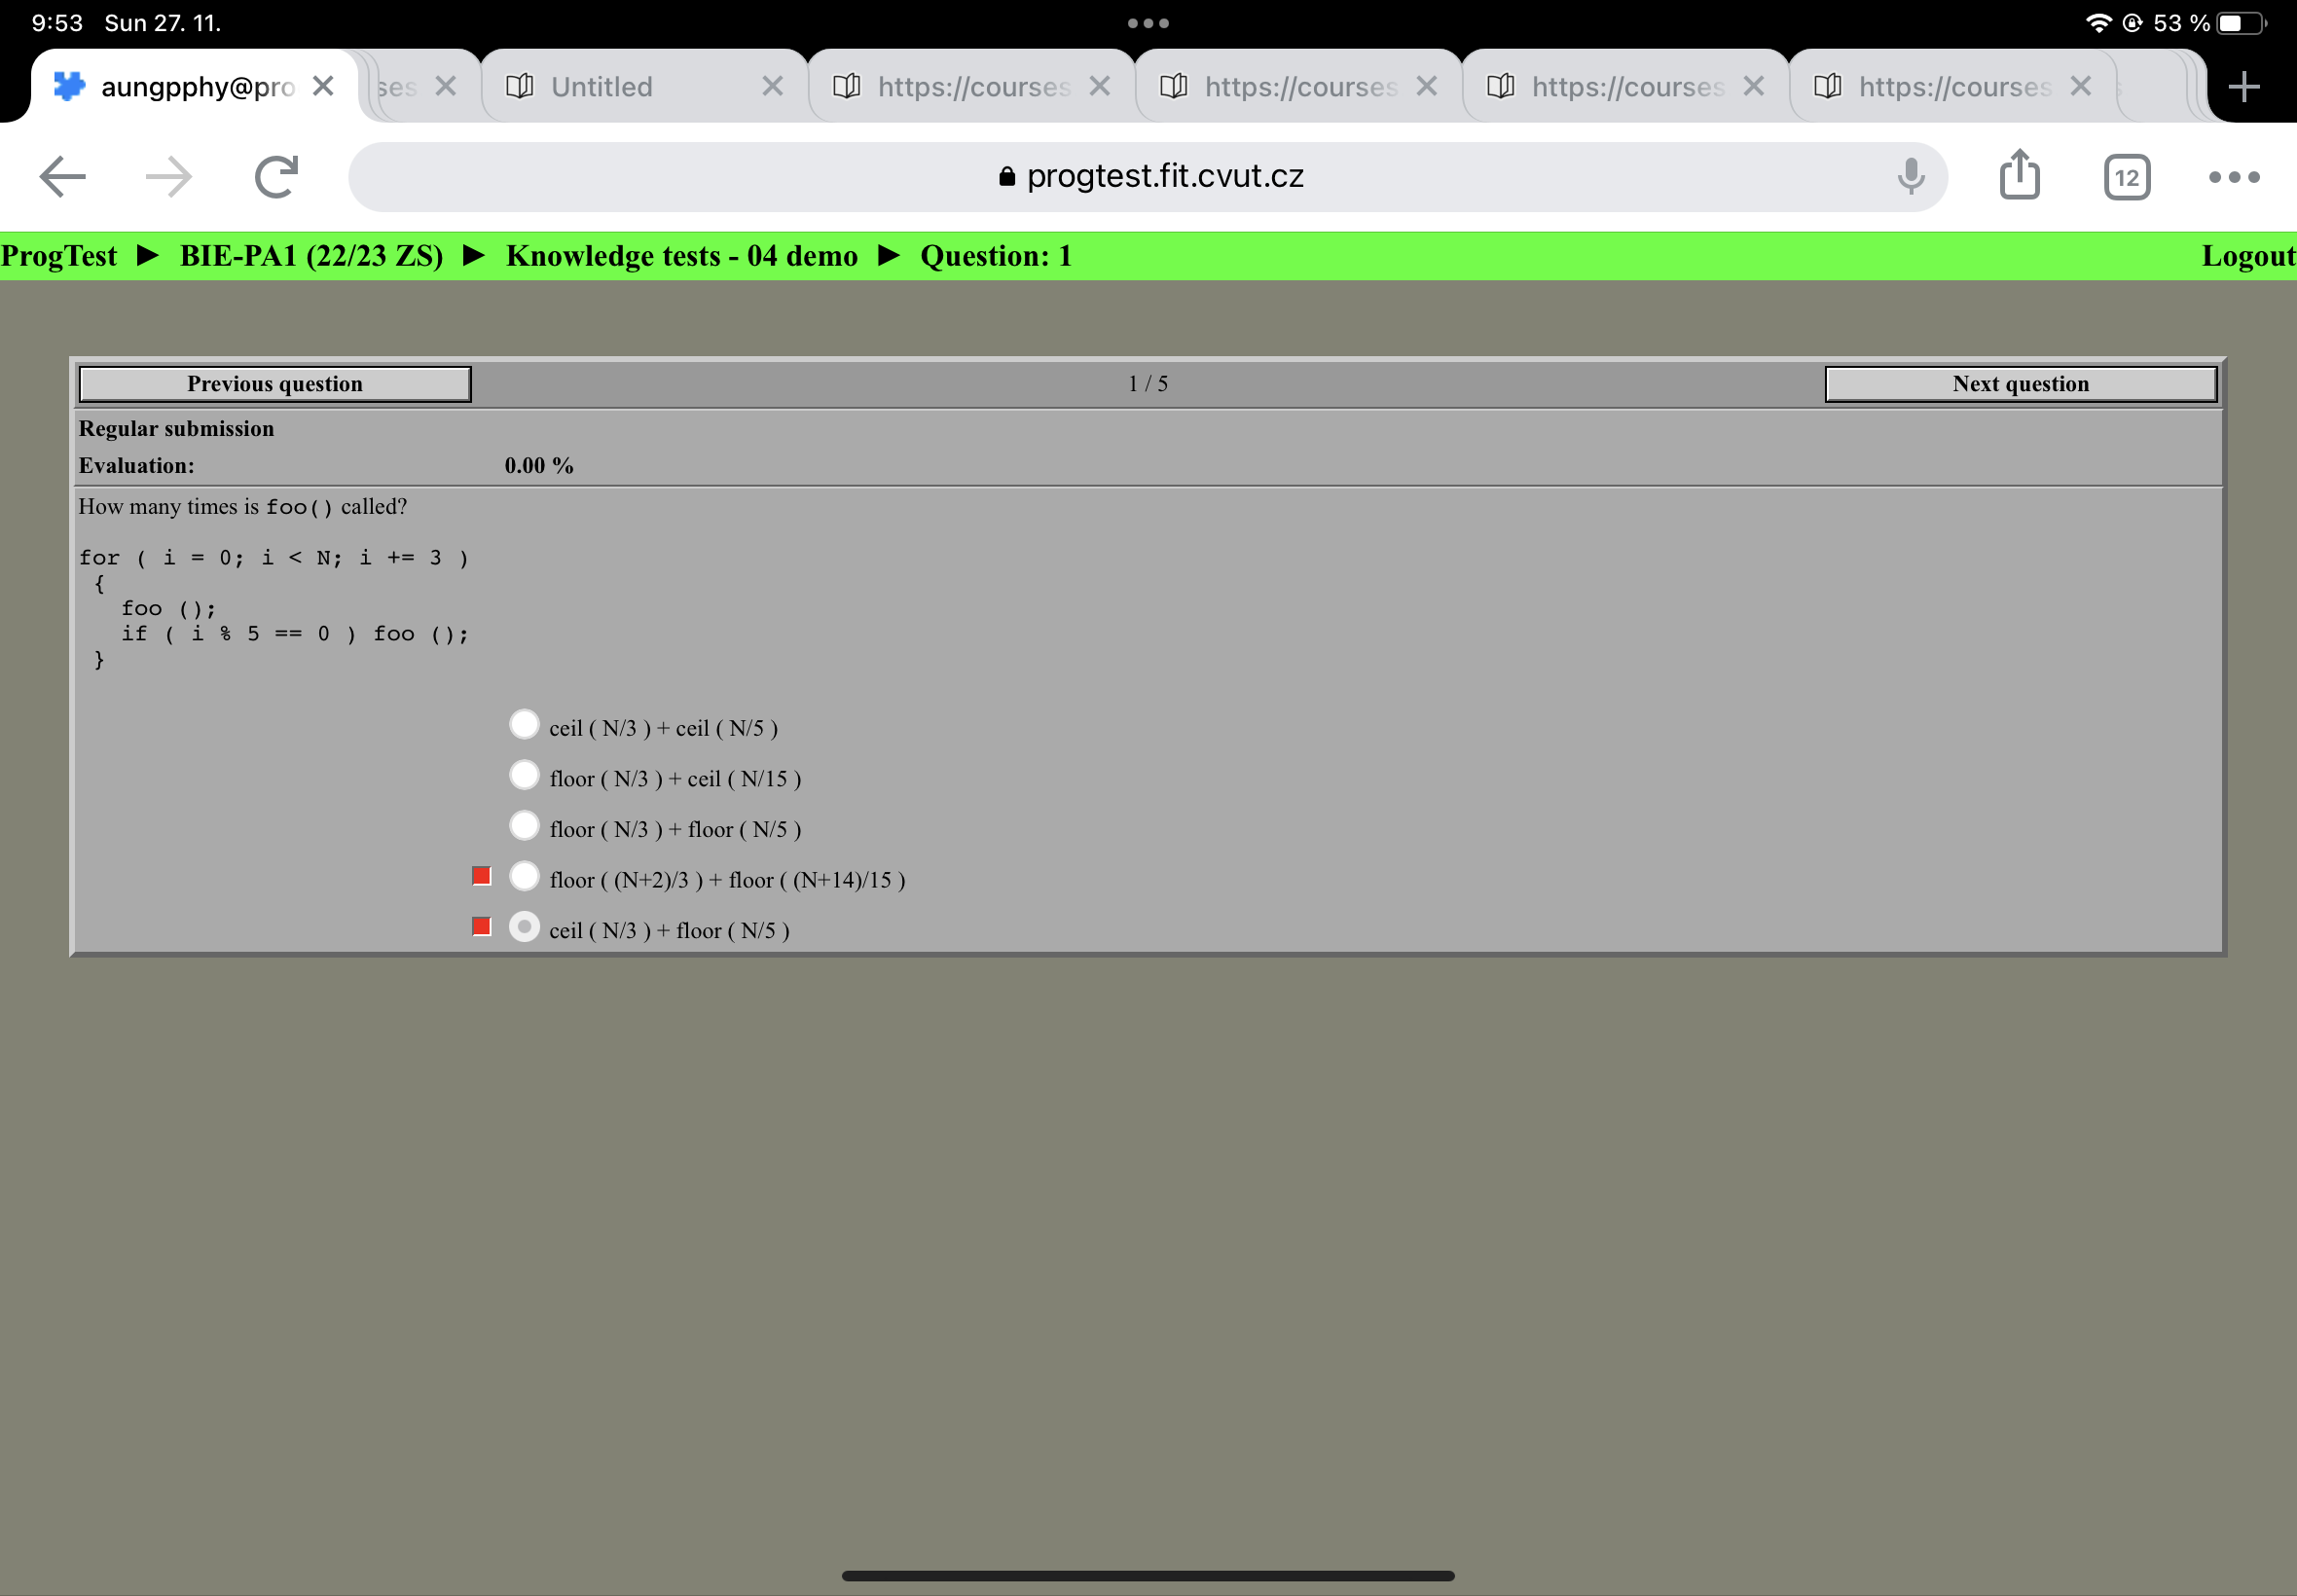 9:53 Sun 27. 11. 53 %
aungpphy@pro ses Untitled https://courses https://courses https://courses https://courses
progtest.fit.cvut.cz 12
ProgTest ► BIE-PA1 (22/23 ZS) ► Knowledge tests - 04 demo ► Question: 1 Logout
Previous question 1 / 5 Next question
Regular submission
Evaluation: 0.00 %
How many times is foo() called?
for ( i = 0; i < N; i += 3 )
{
foo ();
if ( i % 5 == 0 ) foo ();
}
ceil ( N/3 ) + ceil ( N/5 )
floor ( N/3 ) + ceil ( N/15 )
floor ( N/3 ) + floor ( N/5 )
floor ( (N+2)/3 ) + floor ( (N+14)/15 )
ceil ( N/3 ) + floor ( N/5 )